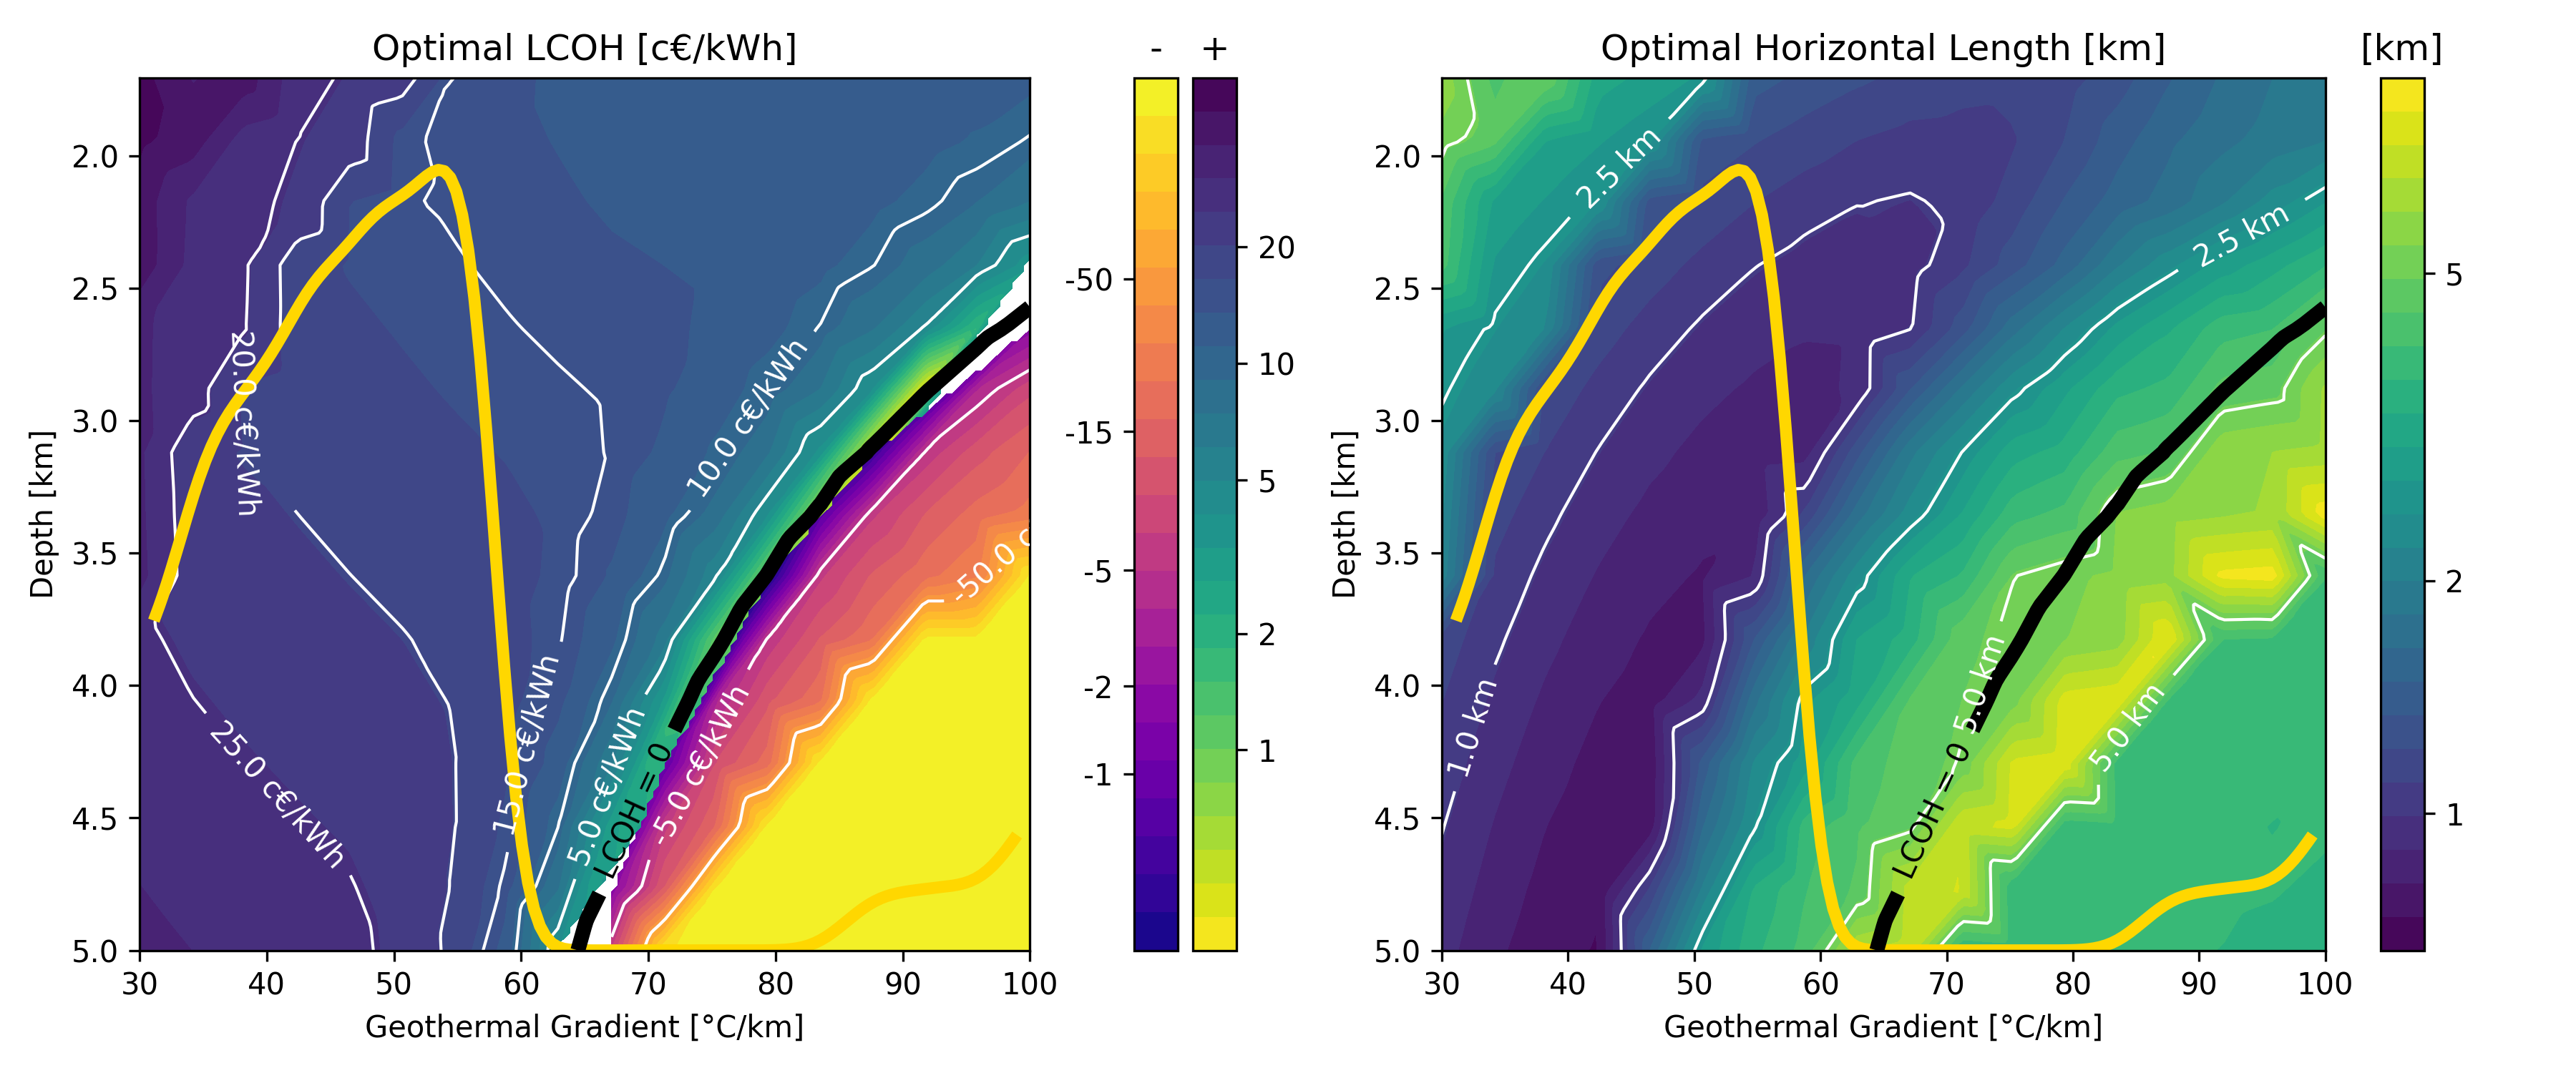 Optimal LCOH [c€/kWh]
- +
Optimal Horizontal Length [km]
[km]
Depth [km]
2.0
2.5
3.0
3.5
4.0
4.5
5.0
30 40 50 60 70 80 90 100
Geothermal Gradient [°C/km]
20.0 c€/kWh
25.0 c€/kWh
15.0 c€/kWh
10.0 c€/kWh
5.0 c€/kWh
LCOH = 0
-5.0 c€/kWh
-50.0 c
-50
-15
-5
-2
-1
20
10
5
2
1
Depth [km]
2.0
2.5
3.0
3.5
4.0
4.5
5.0
30 40 50 60 70 80 90 100
Geothermal Gradient [°C/km]
2.5 km
2.5 km
1.0 km
5.0 km
5.0 km
LCOH = 0
5
2
1